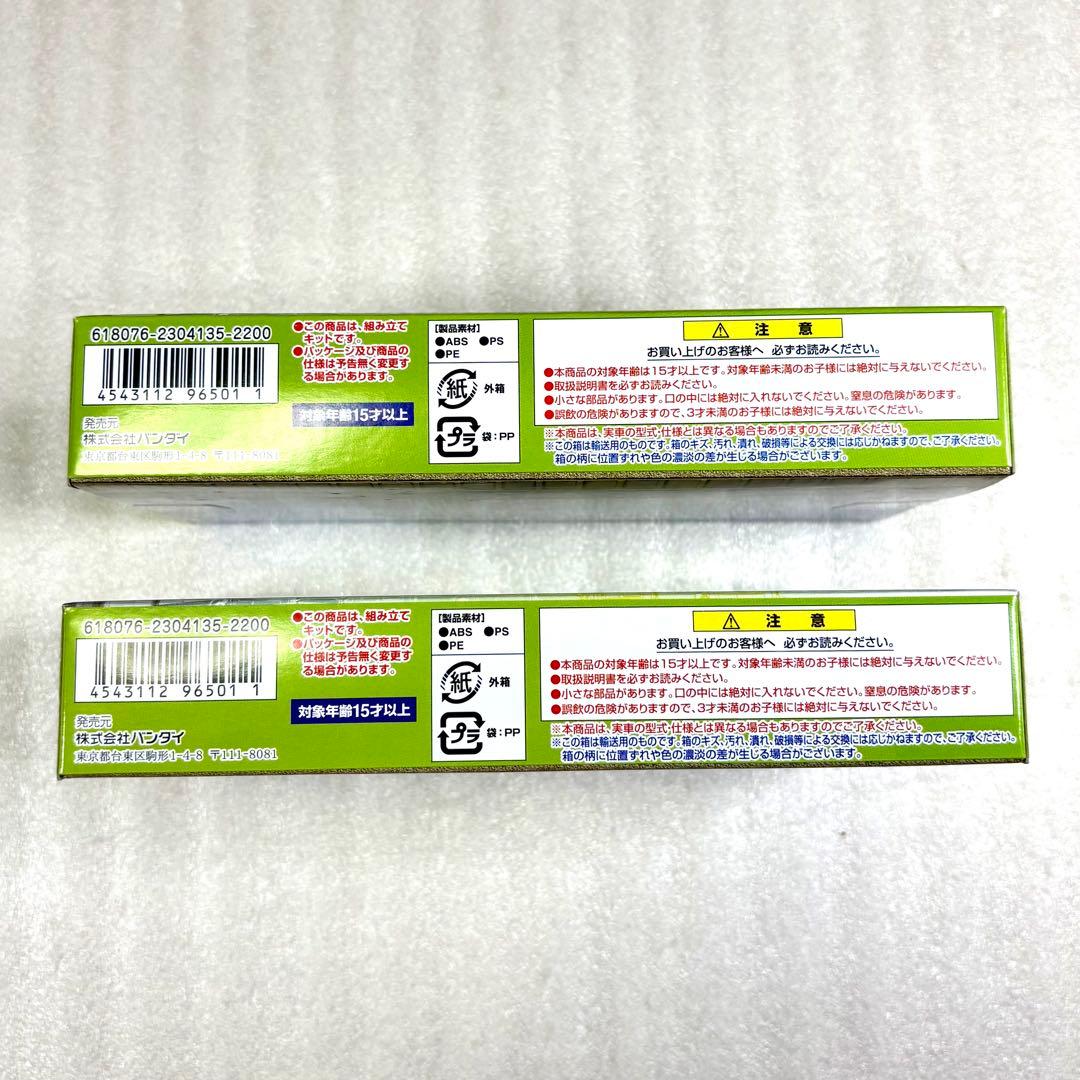 618076-2304135-2200
4543112 96501 1
発売元
株式会社バンダイ
東京都台東区駒形1-4-8 〒111-8081
●この商品は、組み立て
キットです。
●パッケージ及び商品の
仕様は予告無く変更す
る場合があります。
対象年齢15才以上
【製品素材】
●ABS ●PS
●PE
紙 外箱
プラ 袋:PP
注 意
お買い上げのお客様へ 必ずお読みください。
●本商品の対象年齢は15才以上です。対象年齢未満のお子様には絶対に与えないでください。
●取扱説明書を必ずお読みください。
●小さな部品があります。口の中には絶対に入れないでください。窒息の危険があります。
●誤飲の危険がありますので、3才未満のお子様には絶対に与えないでください。
※本商品は、実車の型式・仕様とは異なる場合もありますのでご了承ください。
※この箱は輸送用のものです。箱のキズ、汚れ、潰れ、破損等による交換には応じかねますので、ご了承ください。
箱の柄に位置ずれや色の濃淡の差が生じる場合がございます。
618076-2304135-2200
4543112 96501 1
発売元
株式会社バンダイ
東京都台東区駒形1-4-8 〒111-8081
●この商品は、組み立て
キットです。
●パッケージ及び商品の
仕様は予告無く変更す
る場合があります。
対象年齢15才以上
【製品素材】
●ABS ●PS
●PE
紙 外箱
プラ 袋:PP
注 意
お買い上げのお客様へ 必ずお読みください。
●本商品の対象年齢は15才以上です。対象年齢未満のお子様には絶対に与えないでください。
●取扱説明書を必ずお読みください。
●小さな部品があります。口の中には絶対に入れないでください。窒息の危険があります。
●誤飲の危険がありますので、3才未満のお子様には絶対に与えないでください。
※本商品は、実車の型式・仕様とは異なる場合もありますのでご了承ください。
※この箱は輸送用のものです。箱のキズ、汚れ、潰れ、破損等による交換には応じかねますので、ご了承ください。
箱の柄に位置ずれや色の濃淡の差が生じる場合がございます。